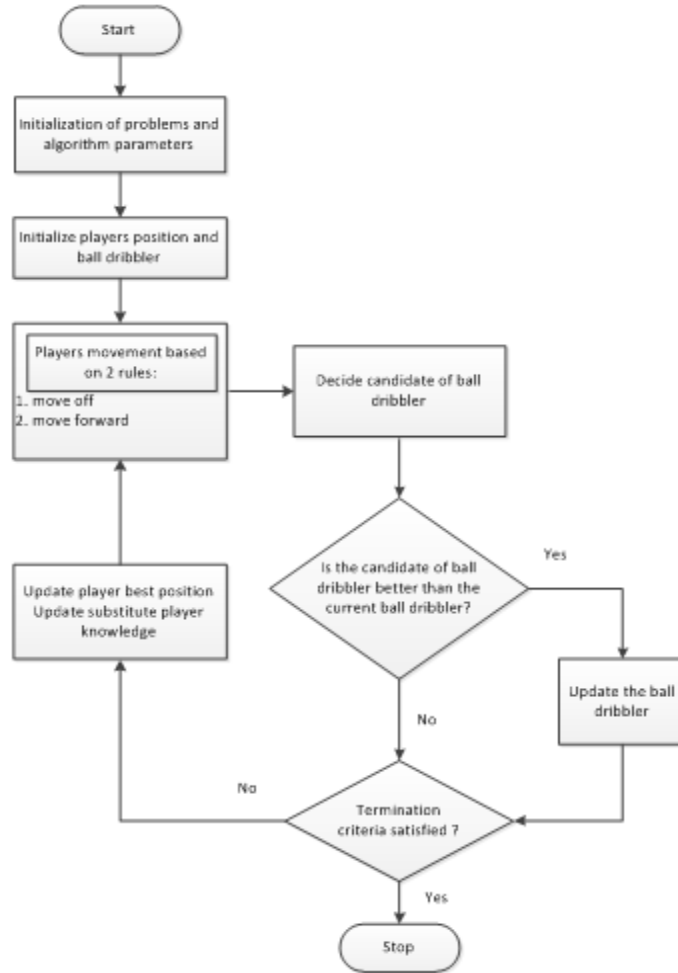 Start
Initialization of problems and
algorithm parameters
Initialize players position and
ball dribbler
Players movement based
on 2 rules:
1. move off
2. move forward
Decide candidate of ball
dribbler
Is the candidate of ball
dribbler better than the
current ball dribbler?
Yes
Update the ball
dribbler
No
Update player best position
Update substitute player
knowledge
Termination
criteria satisfied ?
No
Yes
Stop